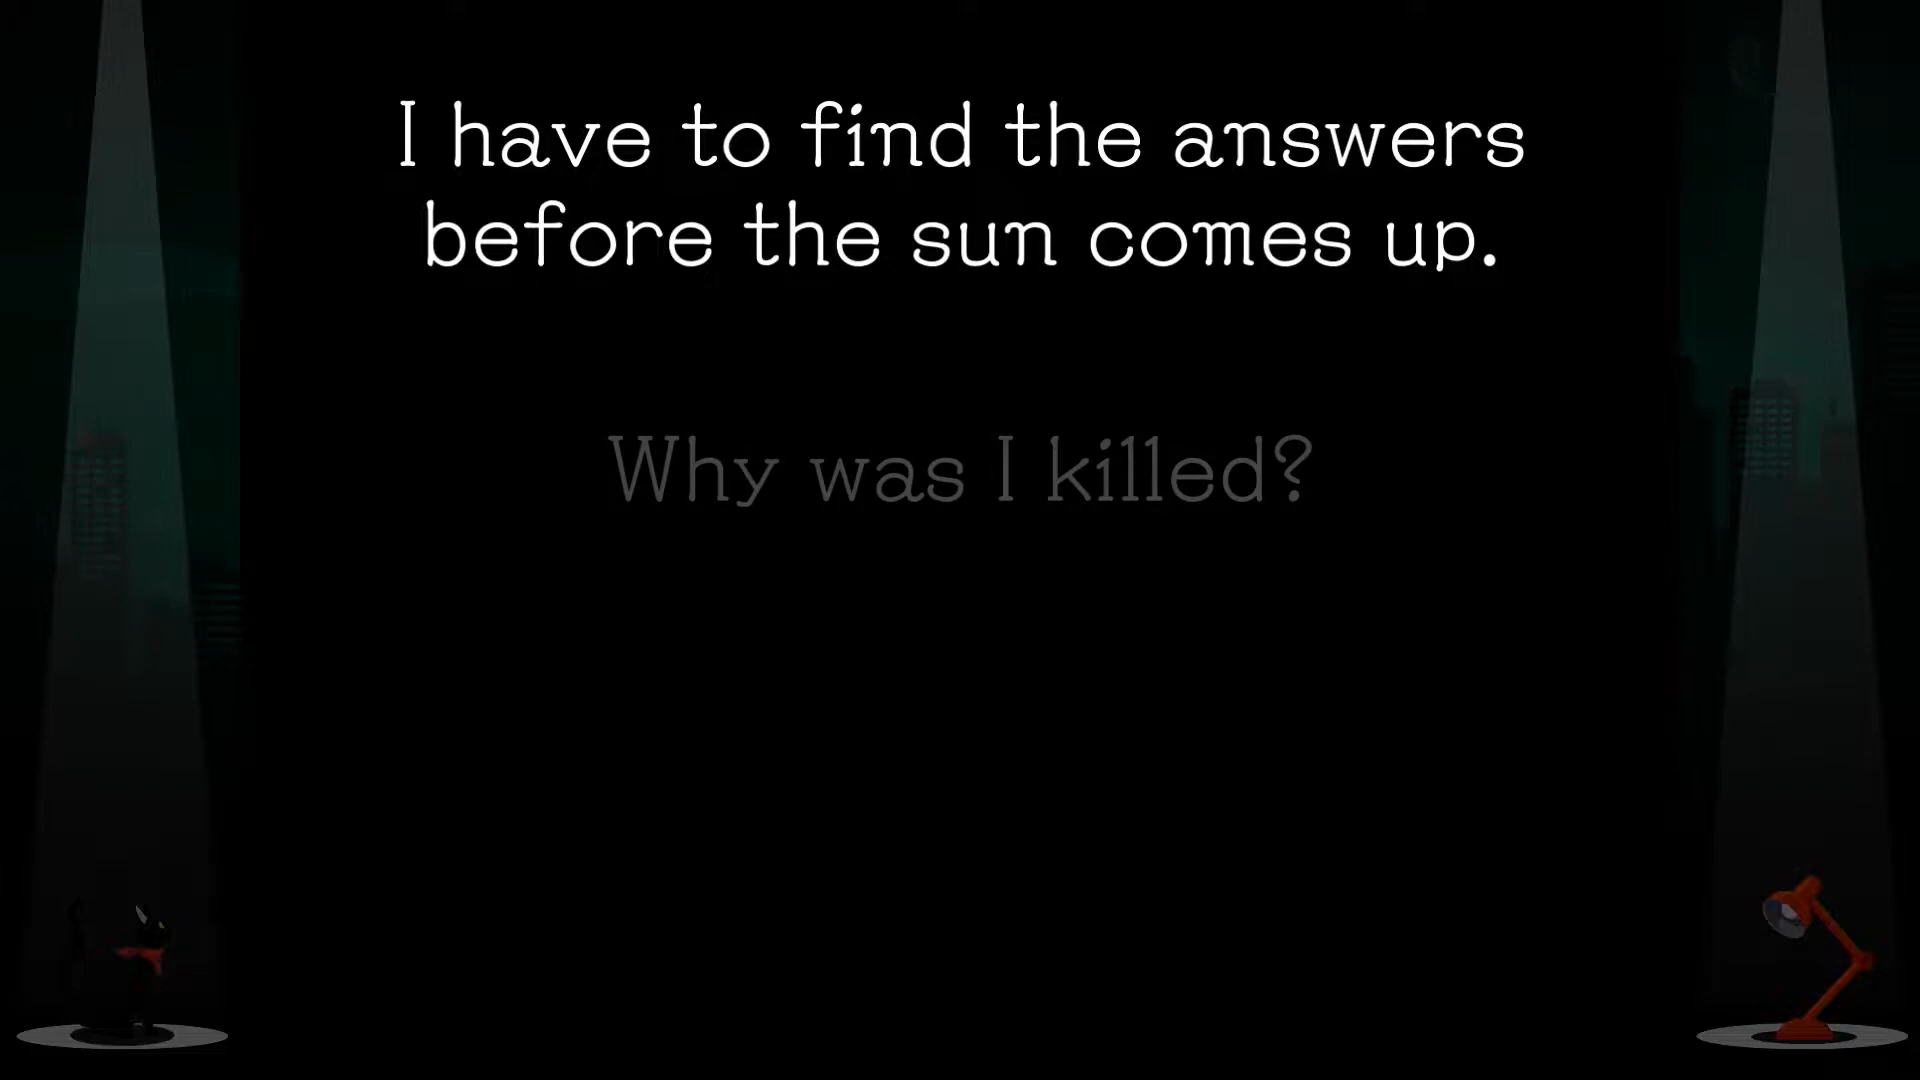 I have to find the answers
before the sun comes up.
Why was I killed?